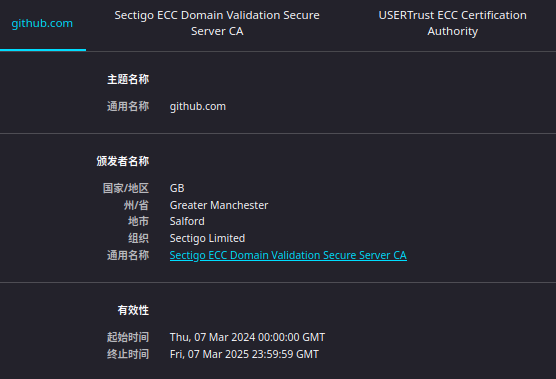 github.com
Sectigo ECC Domain Validation Secure
Server CA
USERTrust ECC Certification
Authority
主题名称
通用名称 github.com
颁发者名称
国家/地区 GB
州/省 Greater Manchester
地市 Salford
组织 Sectigo Limited
通用名称 Sectigo ECC Domain Validation Secure Server CA
有效性
起始时间 Thu, 07 Mar 2024 00:00:00 GMT
终止时间 Fri, 07 Mar 2025 23:59:59 GMT